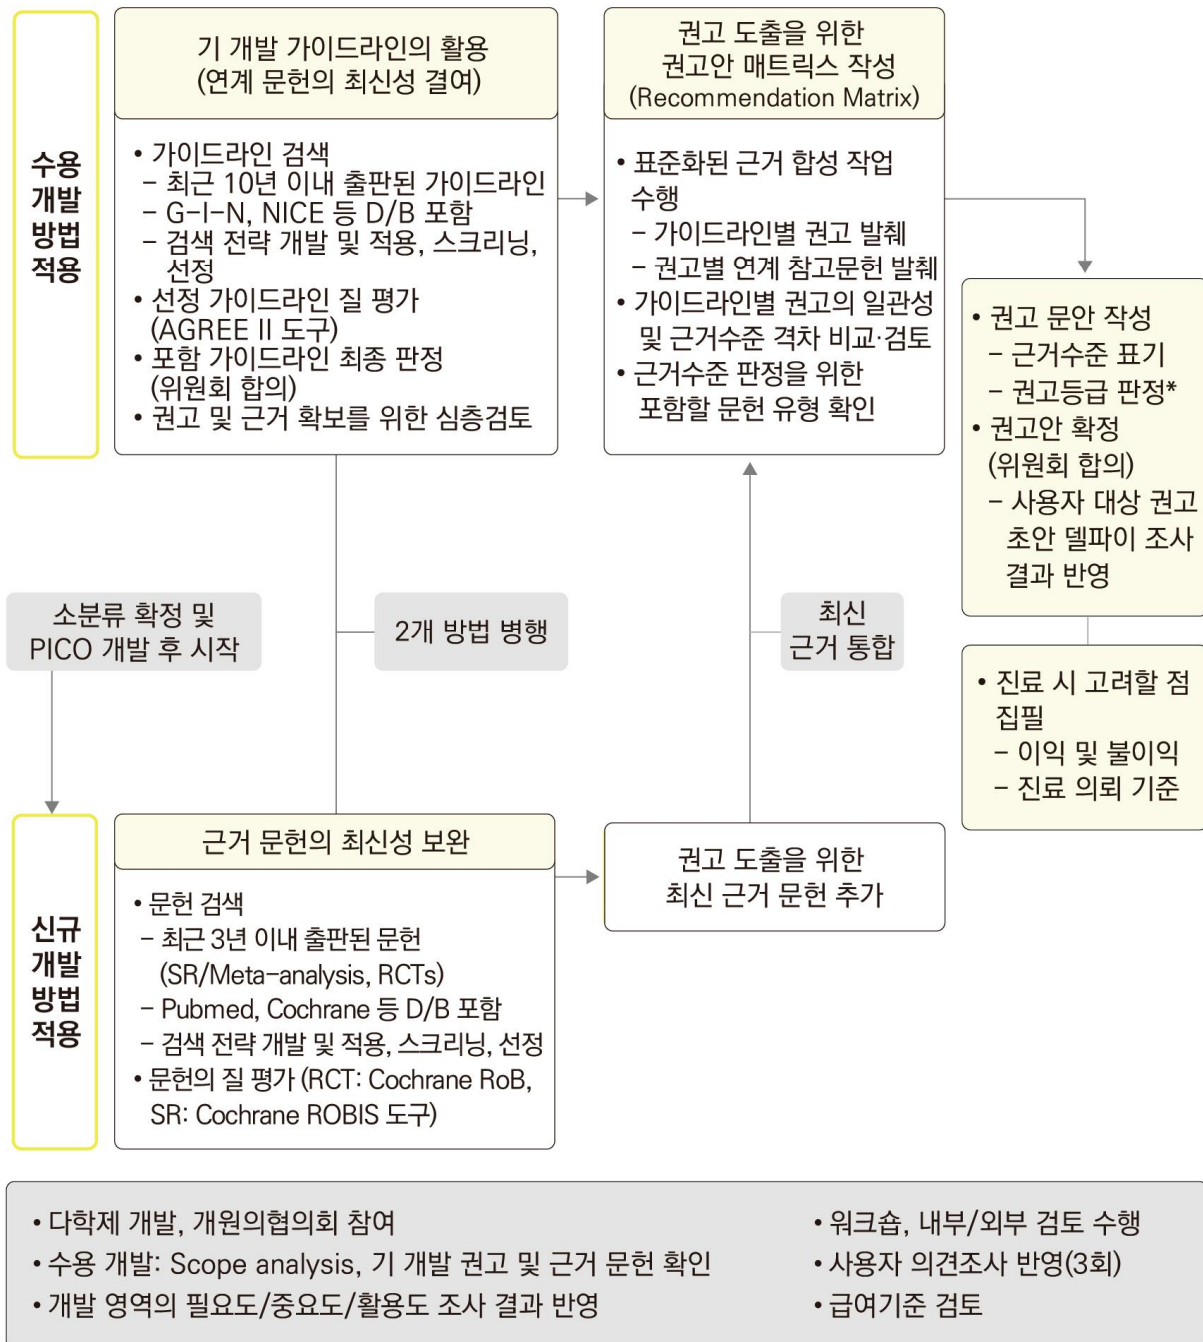 수용
개발
방법
적용
기 개발 가이드라인의 활용
(연계 문헌의 최신성 결여)
• 가이드라인 검색
– 최근 10년 이내 출판된 가이드라인
– G-I-N, NICE 등 D/B 포함
– 검색 전략 개발 및 적용, 스크리닝,
선정
• 선정 가이드라인 질 평가
(AGREE II 도구)
• 포함 가이드라인 최종 판정
(위원회 합의)
• 권고 및 근거 확보를 위한 심층검토
권고 도출을 위한
권고안 매트릭스 작성
(Recommendation Matrix)
• 표준화된 근거 합성 작업
수행
– 가이드라인별 권고 발췌
– 권고별 연계 참고문헌 발췌
• 가이드라인별 권고의 일관성
및 근거수준 격차 비교·검토
• 근거수준 판정을 위한
포함할 문헌 유형 확인
• 권고 문안 작성
– 근거수준 표기
– 권고등급 판정*
• 권고안 확정
(위원회 합의)
– 사용자 대상 권고
초안 델파이 조사
결과 반영
• 진료 시 고려할 점
집필
– 이익 및 불이익
– 진료 의뢰 기준
소분류 확정 및
PICO 개발 후 시작
2개 방법 병행
최신
근거 통합
신규
개발
방법
적용
근거 문헌의 최신성 보완
• 문헌 검색
– 최근 3년 이내 출판된 문헌
(SR/Meta-analysis, RCTs)
– Pubmed, Cochrane 등 D/B 포함
– 검색 전략 개발 및 적용, 스크리닝, 선정
• 문헌의 질 평가 (RCT: Cochrane RoB,
SR: Cochrane ROBIS 도구)
권고 도출을 위한
최신 근거 문헌 추가
• 다학제 개발, 개원의협의회 참여
• 수용 개발: Scope analysis, 기 개발 권고 및 근거 문헌 확인
• 개발 영역의 필요도/중요도/활용도 조사 결과 반영
• 워크숍, 내부/외부 검토 수행
• 사용자 의견조사 반영(3회)
• 급여기준 검토